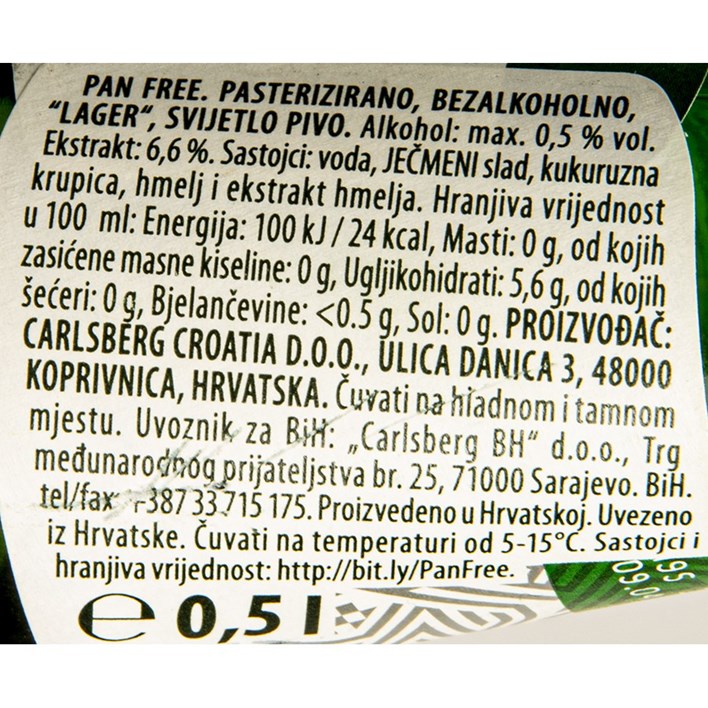 PAN FREE. PASTERIZIRANO, BEZALKOHOLNO,
“LAGER“, SVIJETLO PIVO. Alkohol: max. 0,5 % vol.
Ekstrakt: 6,6 %. Sastojci: voda, JEČMENI slad, kukuruzna
krupica, hmelj i ekstrakt hmelja. Hranjiva vrijednost
u 100 ml: Energija: 100 kJ / 24 kcal, Masti: 0 g, od kojih
zasićene masne kiseline: 0 g, Ugljikohidrati: 5,6 g, od kojih
šećeri: 0 g, Bjelančevine: <0.5 g, Sol: 0 g. PROIZVOĐAČ:
CARLSBERG CROATIA D.O.O., ULICA DANICA 3, 48000
KOPRIVNICA, HRVATSKA. Čuvati na hladnom i tamnom
mjestu. Uvoznik za BiH: „Carlsberg BH“ d.o.o., Trg
međunarodnog prijateljstva br. 25, 71000 Sarajevo. BiH.
tel/fax +387 33 715 175. Proizvedeno u Hrvatskoj. Uvezeno
iz Hrvatske. Čuvati na temperaturi od 5-15°C. Sastojci i
hranjiva vrijednost: http://bit.ly/PanFree.
e 0,5 l